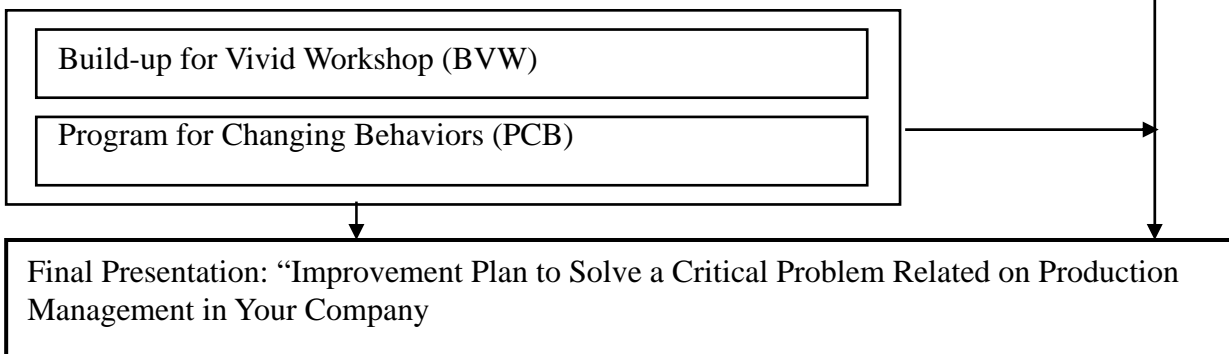 Build-up for Vivid Workshop (BVW)
Program for Changing Behaviors (PCB)
Final Presentation: “Improvement Plan to Solve a Critical Problem Related on Production
Management in Your Company